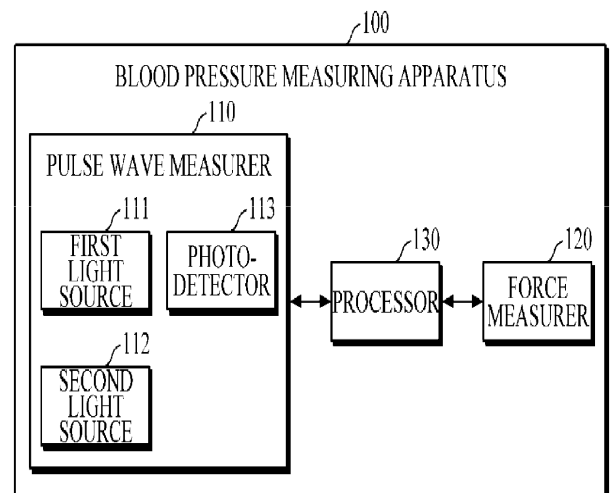 100
BLOOD PRESSURE MEASURING APPARATUS
110
PULSE WAVE MEASURER
111
FIRST
LIGHT
SOURCE
113
PHOTO-
DETECTOR
130
PROCESSOR
120
FORCE
MEASURER
112
SECOND
LIGHT
SOURCE